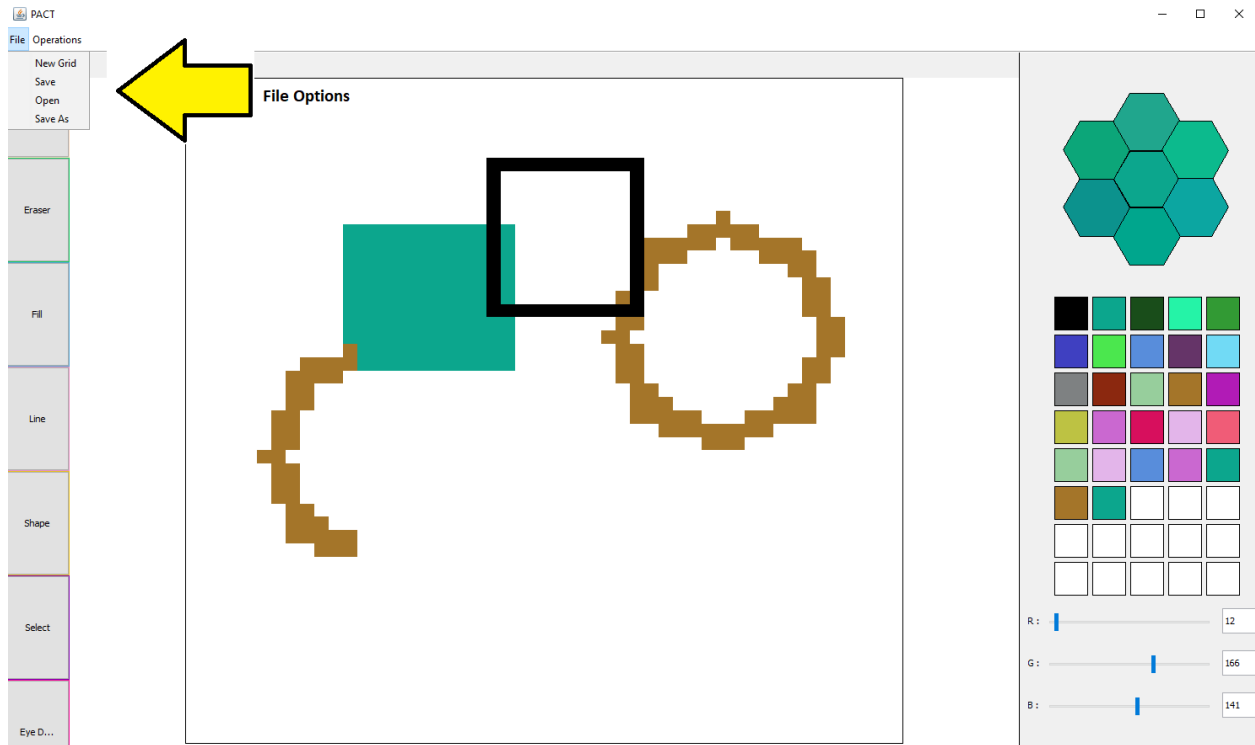 PACT
File Operations
New Grid
Save
Open
Save As
File Options
Eraser
Fill
Line
Shape
Select
Eye D...
R : 12
G : 166
B : 141